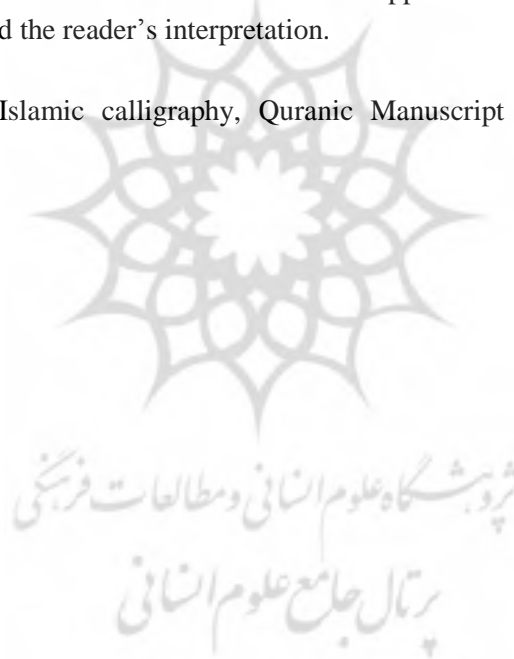 d the reader's interpretation.
Islamic calligraphy, Quranic Manuscript
پژوهشگاه علوم انسانی و مطالعات فرهنگی
پرتال جامع علوم انسانی